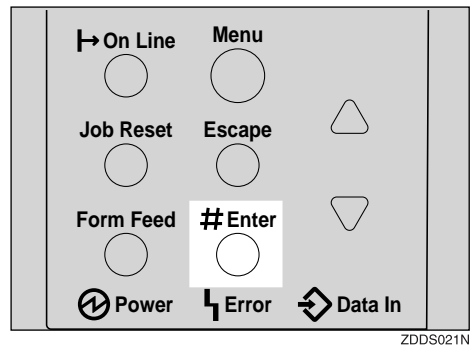 On Line Menu
Job Reset Escape
Form Feed # Enter
Power Error Data In
ZDDS021N